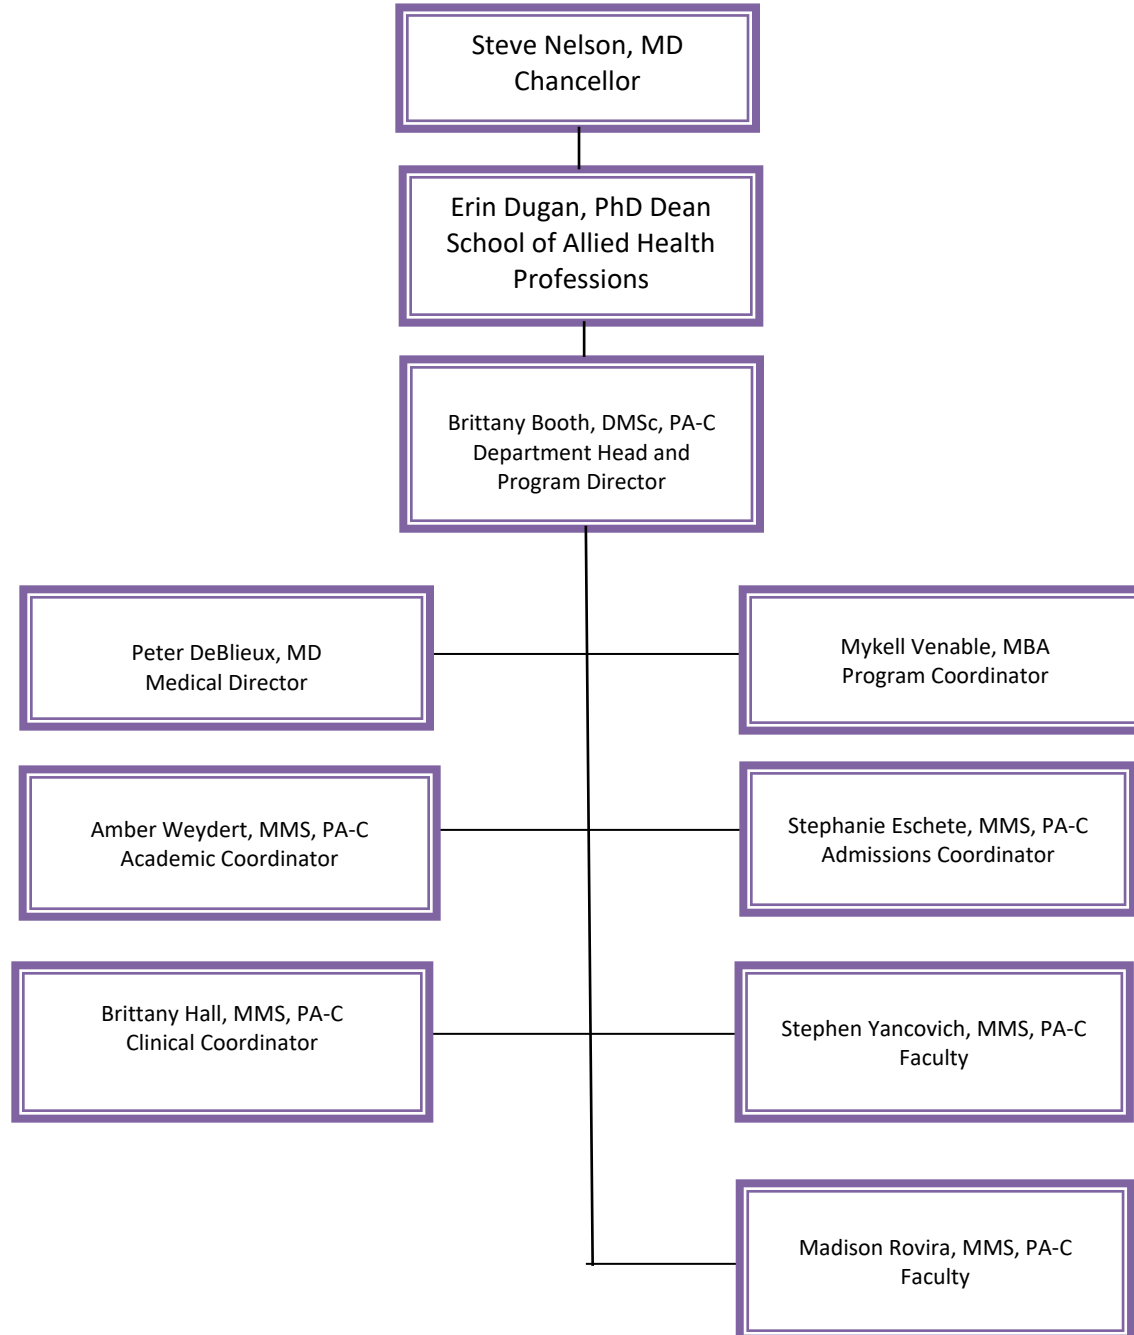 Steve Nelson, MD
Chancellor
Erin Dugan, PhD Dean
School of Allied Health
Professions
Brittany Booth, DMSc, PA-C
Department Head and
Program Director
Peter DeBlieux, MD
Medical Director
Mykell Venable, MBA
Program Coordinator
Amber Weydert, MMS, PA-C
Academic Coordinator
Stephanie Eschete, MMS, PA-C
Admissions Coordinator
Brittany Hall, MMS, PA-C
Clinical Coordinator
Stephen Yancovich, MMS, PA-C
Faculty
Madison Rovira, MMS, PA-C
Faculty